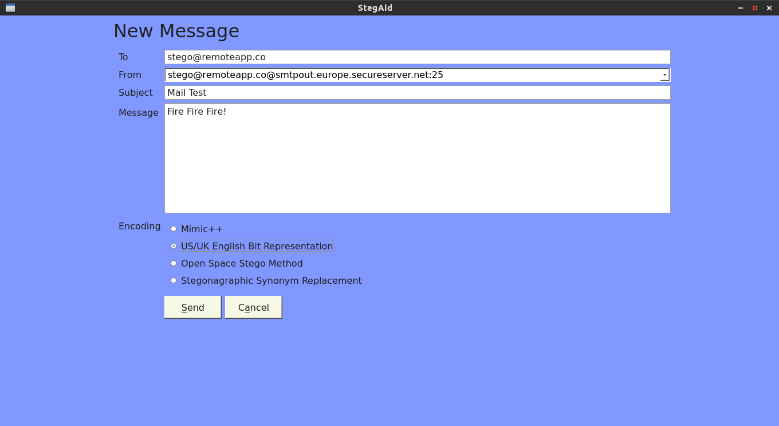 StegAid
New Message
To stego@remoteapp.co
From stego@remoteapp.co@smtpout.europe.secureserver.net:25
Subject Mail Test
Message Fire Fire Fire!
Encoding Mimic++
US/UK English Bit Representation
Open Space Stego Method
Stegonagraphic Synonym Replacement
Send Cancel